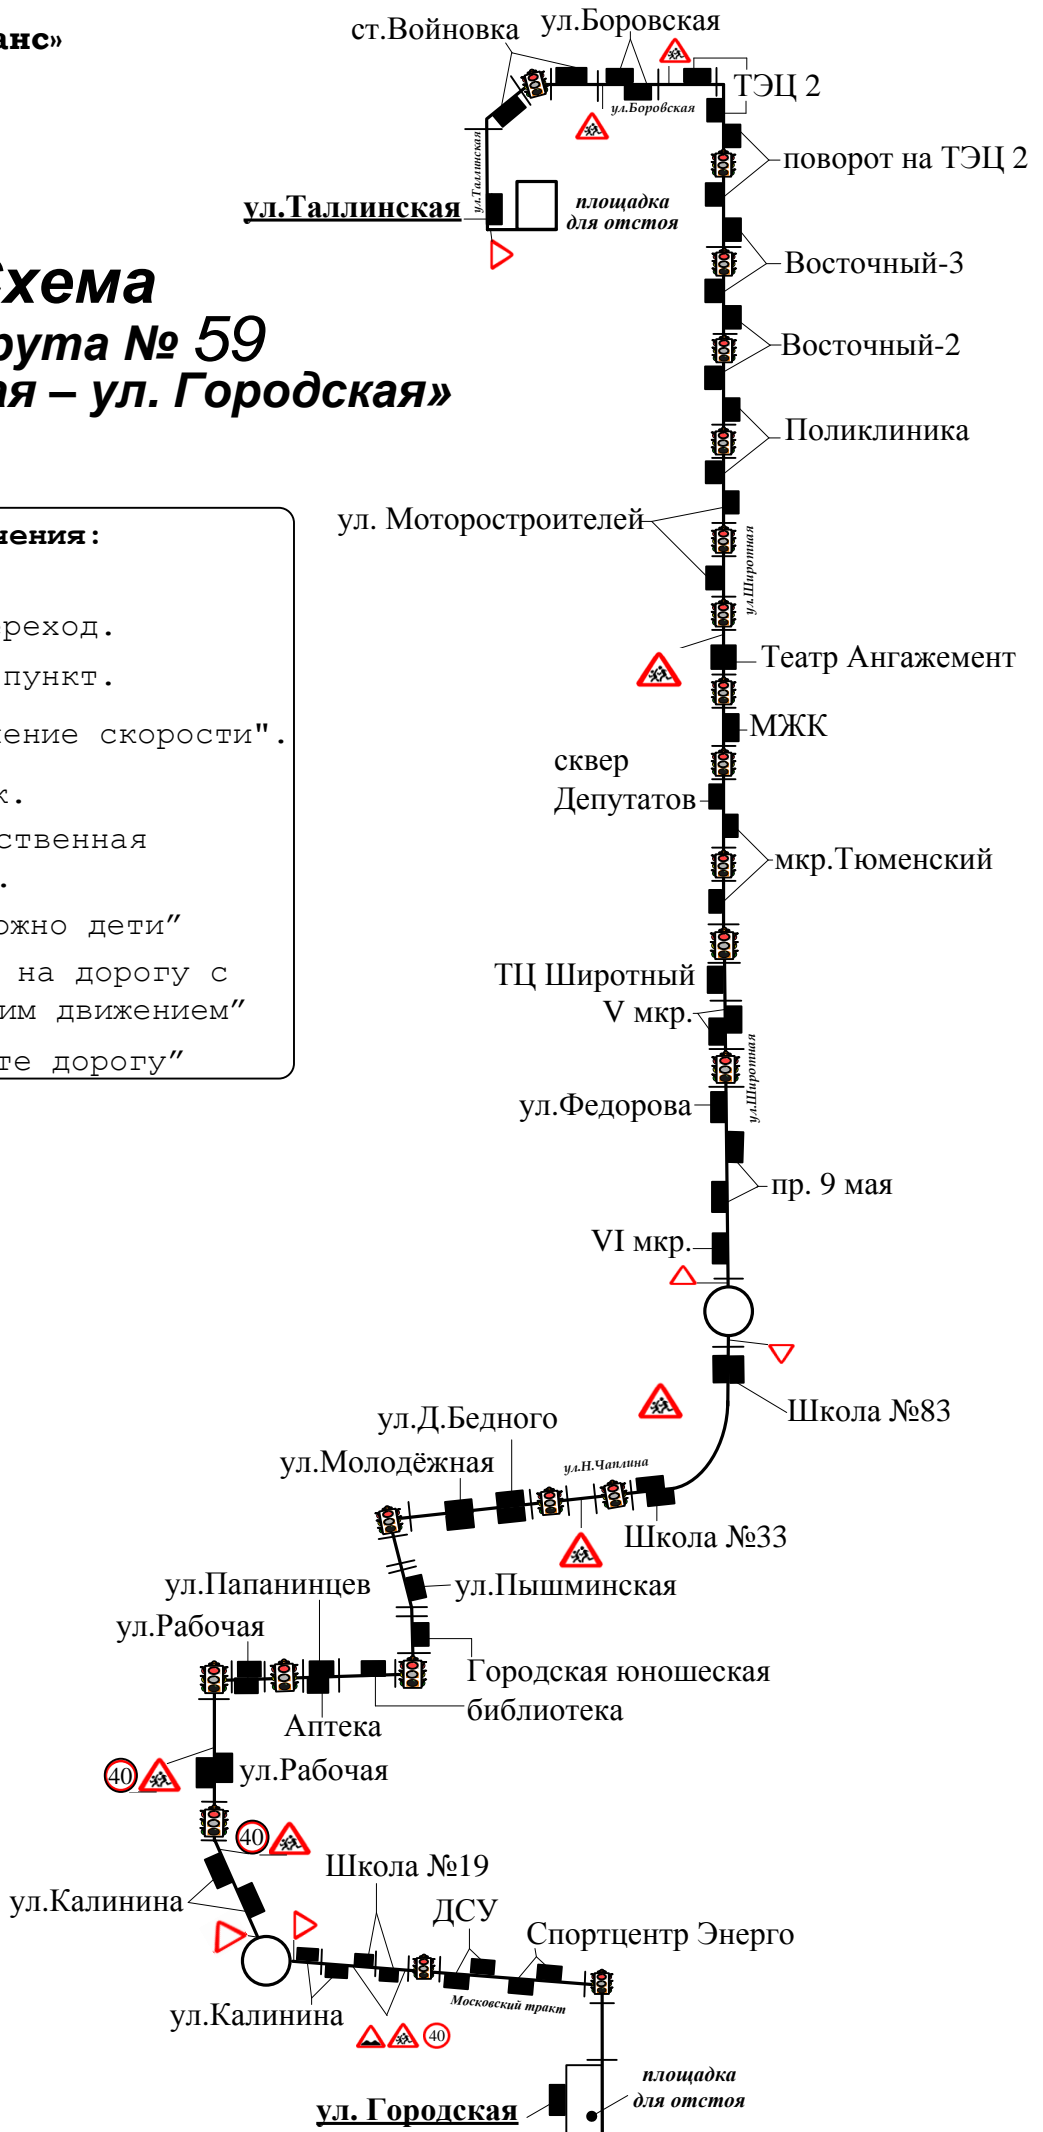 анс»
ст.Войновка
ул.Боровская
ТЭЦ 2
ул.Боровская
ул.Таллинская
поворот на ТЭЦ 2
ул.Таллинская
площадка
для отстоя
Восточный-3
Схема
рута № 59
ая – ул. Городская»
Восточный-2
Поликлиника
ул. Моторостроителей
ул.Широтная
чения:
реход.
пункт.
ение скорости".
к.
ственная
.
ожно дети”
на дорогу с
им движением”
те дорогу”
Театр Ангажемент
МЖК
сквер
Депутатов
мкр.Тюменский
ТЦ Широтный
V мкр.
ул.Широтная
ул.Федорова
пр. 9 мая
VI мкр.
Школа №83
ул.Д.Бедного
ул.Молодёжная
ул.Н.Чаплина
Школа №33
ул.Папанинцев
ул.Пышминская
ул.Рабочая
Городская юношеская
библиотека
Аптека
40
ул.Рабочая
40
Школа №19
ул.Калинина
ДСУ
Спортцентр Энерго
ул.Калинина
Московский тракт
40
площадка
для отстоя
ул. Городская